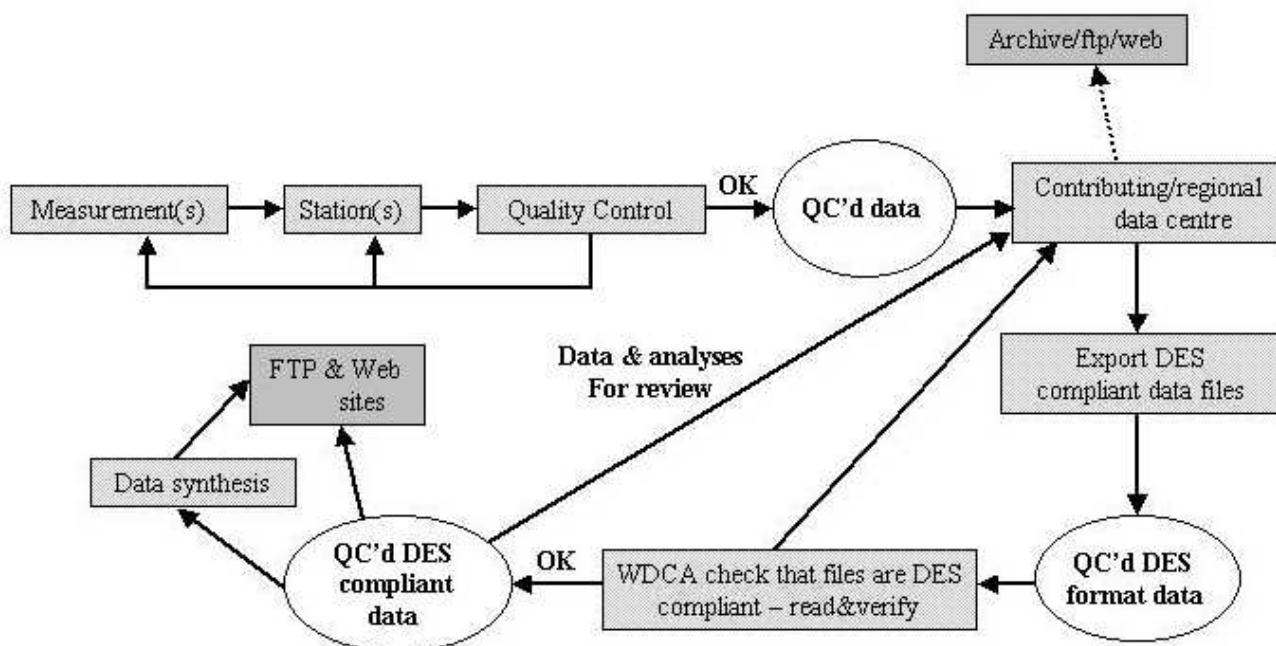 Archive/ftp/web
Measurement(s)
Station(s)
Quality Control
OK
QC'd data
Contributing/regional
data centre
Data & analyses
For review
Export DES
compliant data files
FTP & Web
sites
Data synthesis
QC'd DES
compliant
data
OK
WDCA check that files are DES
compliant – read&verify
QC'd DES
format data